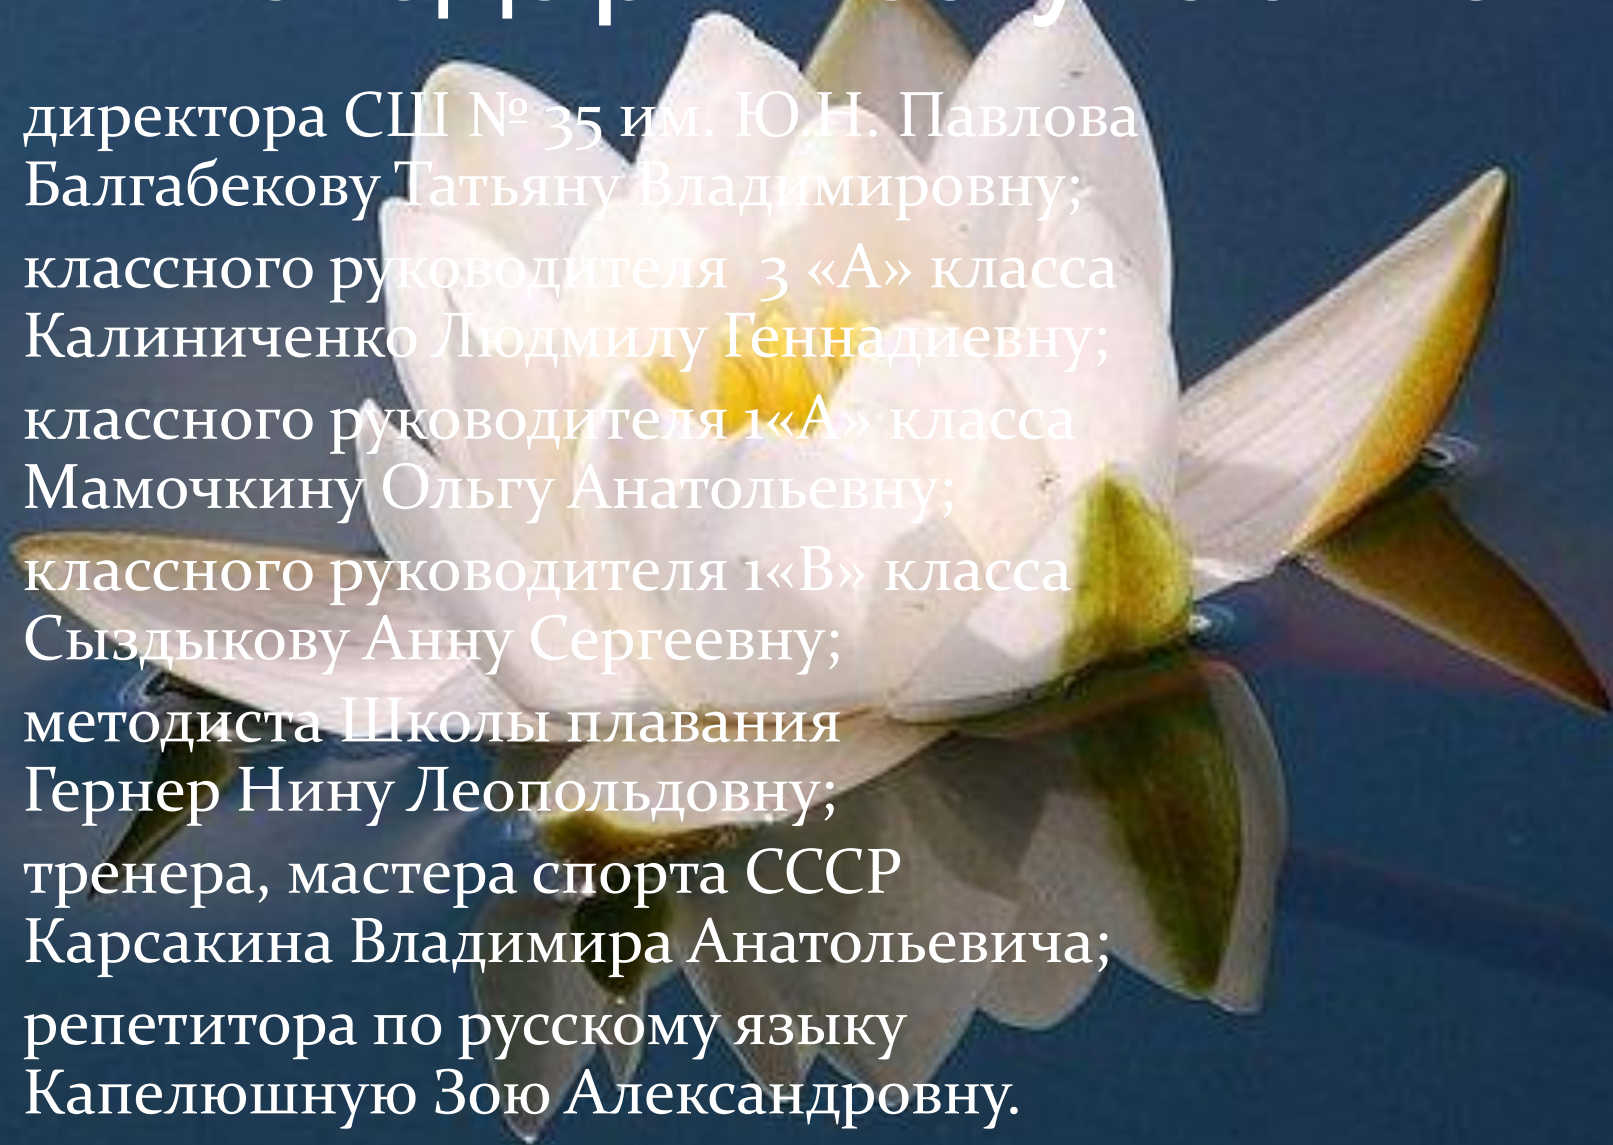 директора СШ № 35 им. Ю.Н. Павлова
Балгабекову Татьяну Владимировну;
классного руководителя 3 «А» класса
Калиниченко Людмилу Геннадиевну;
классного руководителя 1«А» класса
Мамочкину Ольгу Анатольевну;
классного руководителя 1«В» класса
Сыздыкову Анну Сергеевну;
методиста Школы плавания
Гернер Нину Леопольдовну;
тренера, мастера спорта СССР
Карсакина Владимира Анатольевича;
репетитора по русскому языку
Капелюшную Зою Александровну.